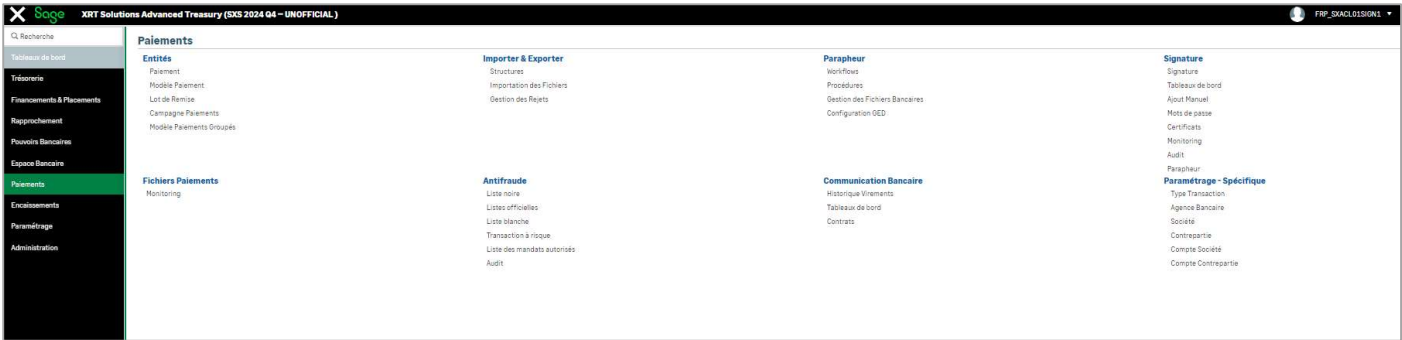 Sage XRT Solutions Advanced Treasury (SXS 2024 Q4 – UNOFFICIAL)
FRP_SXACL01SIGN1
Recherche
Tableaux de bord
Trésorerie
Financements & Placements
Rapprochement
Pouvoirs Bancaires
Espace Bancaire
Paiements
Encaissements
Paramétrage
Administration
Paiements
Entités
Paiement
Modèle Paiement
Lot de Remise
Campagne Paiements
Modèle Paiements Groupés
Importer & Exporter
Structures
Importation des Fichiers
Gestion des Rejets
Parapheur
Workflows
Procédures
Gestion des Fichiers Bancaires
Configuration GED
Signature
Signature
Tableaux de bord
Ajout Manuel
Mots de passe
Certificats
Monitoring
Audit
Parapheur
Fichiers Paiements
Monitoring
Antifraude
Liste noire
Listes officielles
Liste blanche
Transaction à risque
Liste des mandats autorisés
Audit
Communication Bancaire
Historique Virements
Tableaux de bord
Contrats
Paramétrage - Spécifique
Type Transaction
Agence Bancaire
Société
Contrepartie
Compte Société
Compte Contrepartie